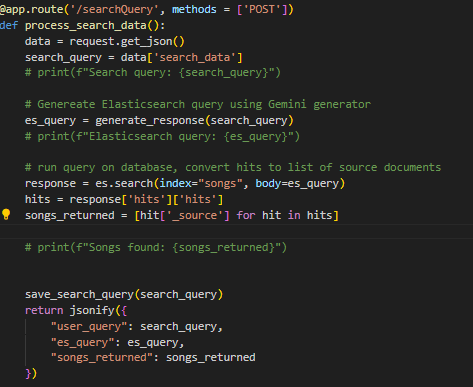 @app.route('/searchQuery', methods = ['POST'])
def process_search_data():
    data = request.get_json()
    search_query = data['search_data']
    # print(f"Search query: {search_query}")
    # Genereate Elasticsearch query using Gemini generator
    es_query = generate_response(search_query)
    # print(f"Elasticsearch query: {es_query}")
    # run query on database, convert hits to list of source documents
    response = es.search(index="songs", body=es_query)
    hits = response['hits']['hits']
    songs_returned = [hit['_source'] for hit in hits]
    # print(f"Songs found: {songs_returned}")
    save_search_query(search_query)
    return jsonify({
        "user_query": search_query,
        "es_query": es_query,
        "songs_returned": songs_returned
    })